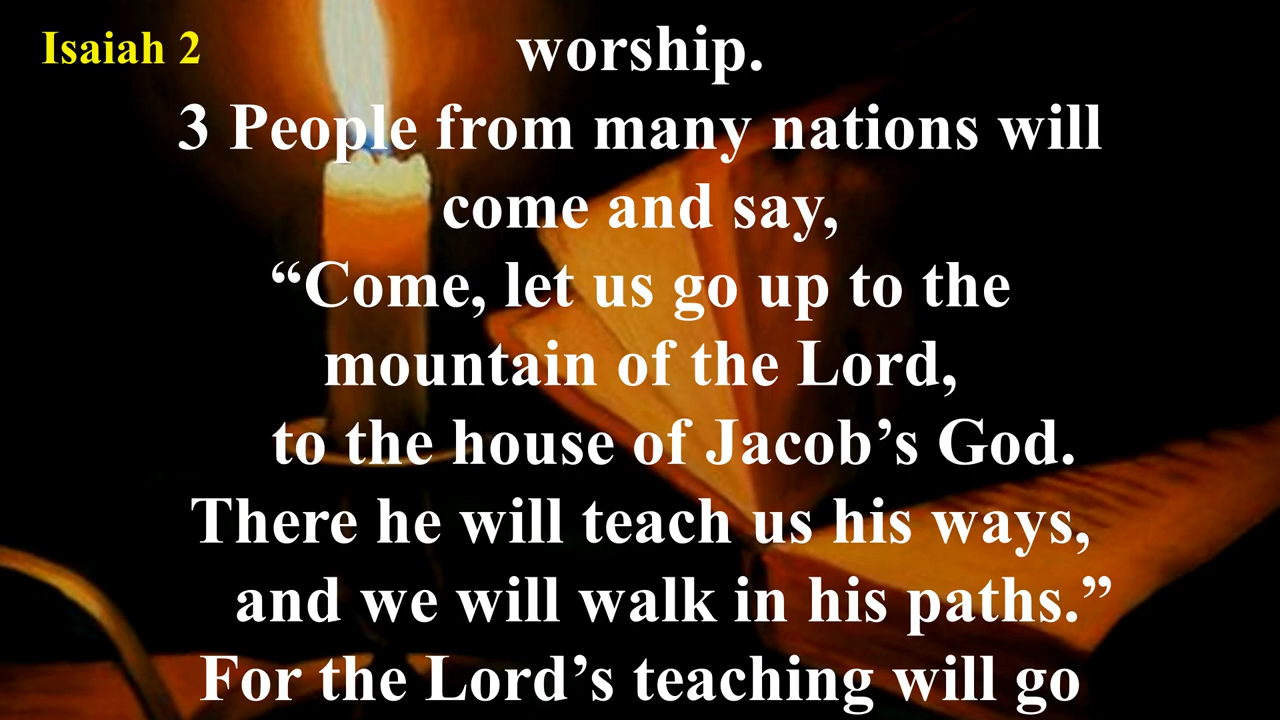 Isaiah 2
worship.
3 People from many nations will
come and say,
“Come, let us go up to the
mountain of the Lord,
to the house of Jacob’s God.
There he will teach us his ways,
and we will walk in his paths.”
For the Lord’s teaching will go